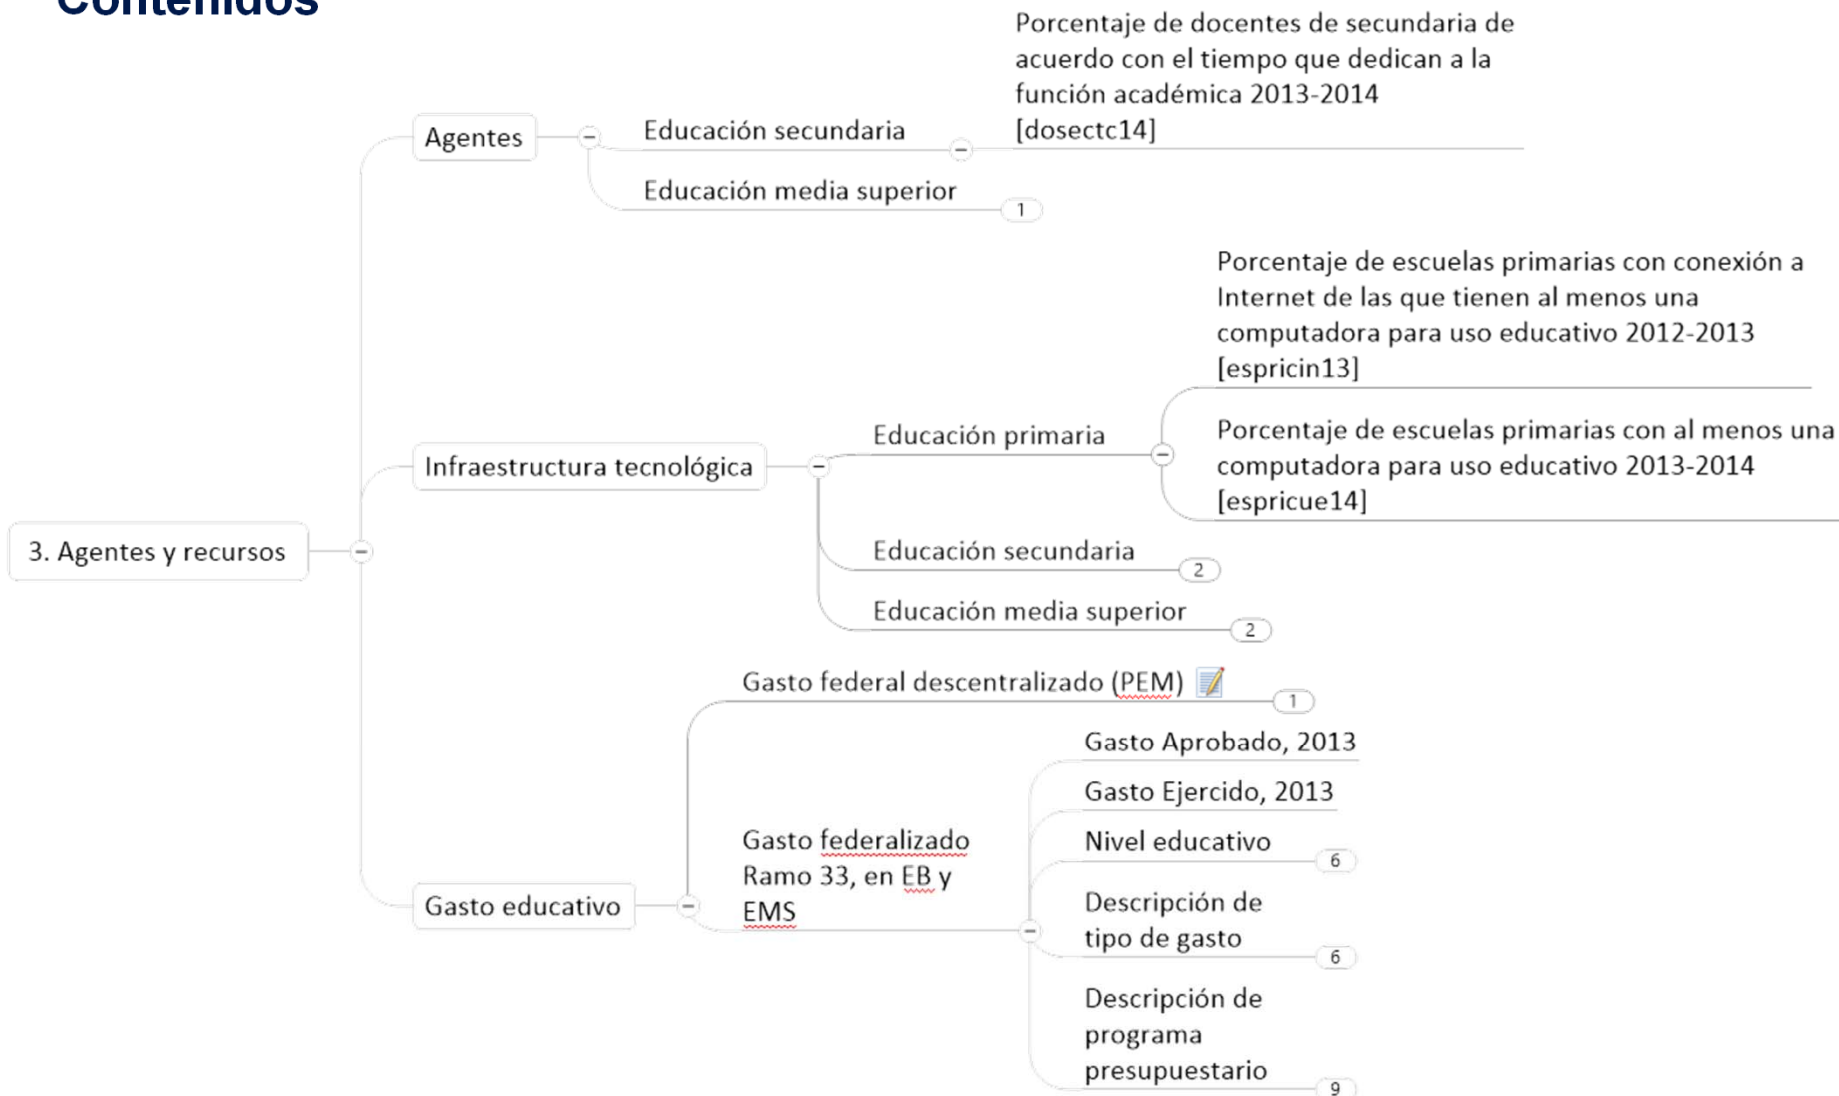 Contenidos
Porcentaje de docentes de secundaria de
acuerdo con el tiempo que dedican a la
función académica 2013-2014
[dosectc14]
Agentes
Educación secundaria
Educación media superior
1
Porcentaje de escuelas primarias con conexión a
Internet de las que tienen al menos una
computadora para uso educativo 2012-2013
[espricin13]
Educación primaria
Porcentaje de escuelas primarias con al menos una
computadora para uso educativo 2013-2014
[espricue14]
Infraestructura tecnológica
3. Agentes y recursos
Educación secundaria
2
Educación media superior
2
Gasto federal descentralizado (PEM)
1
Gasto Aprobado, 2013
Gasto Ejercido, 2013
Gasto federalizado
Ramo 33, en EB y
EMS
Nivel educativo
6
Gasto educativo
Descripción de
tipo de gasto
6
Descripción de
programa
presupuestario
9